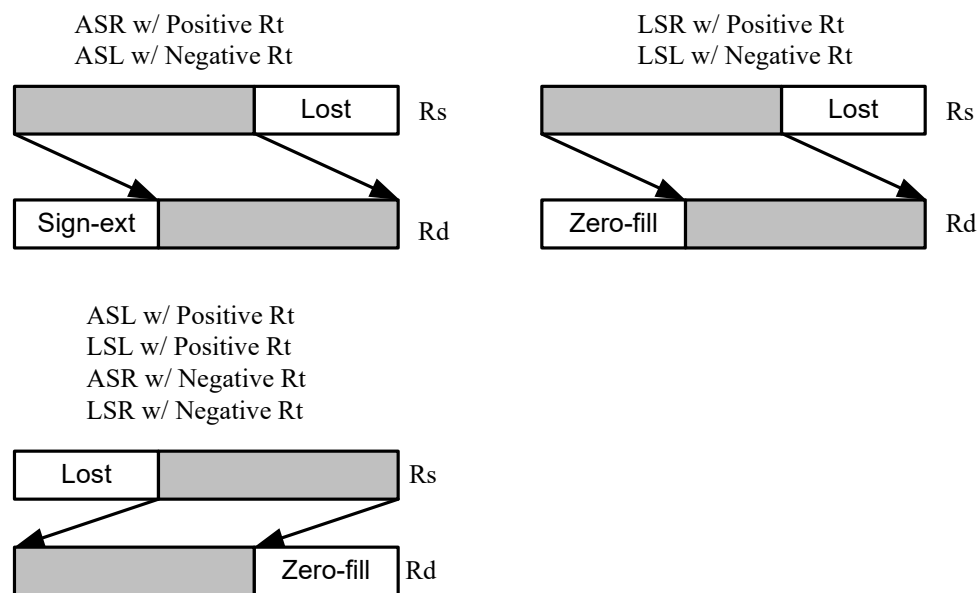 ASR w/ Positive Rt
ASL w/ Negative Rt
Lost Rs
Sign-ext Rd
LSR w/ Positive Rt
LSL w/ Negative Rt
Lost Rs
Zero-fill Rd
ASL w/ Positive Rt
LSL w/ Positive Rt
ASR w/ Negative Rt
LSR w/ Negative Rt
Lost Rs
Zero-fill Rd